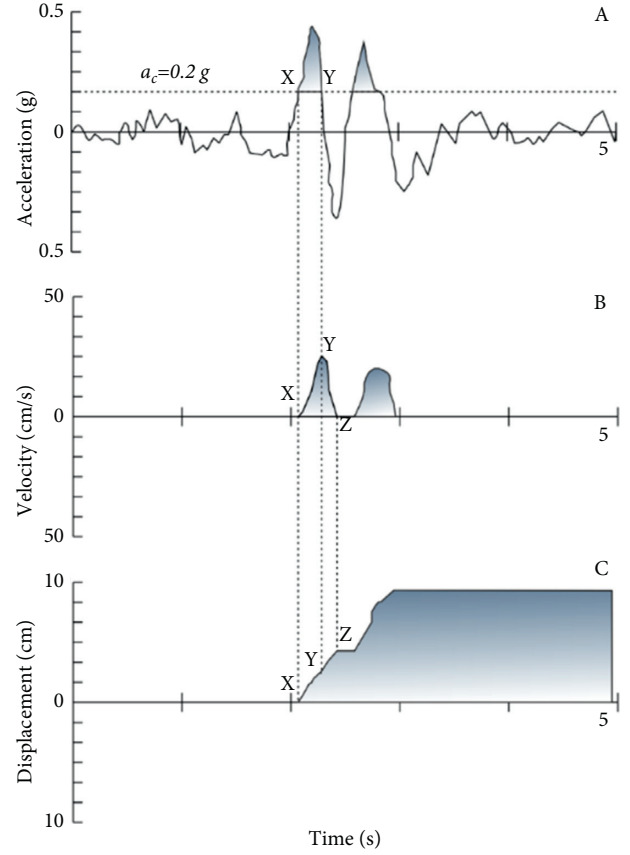 A
0.5
a_c=0.2 g
X Y
Acceleration (g)
0
5
0.5
B
50
Y
X
Velocity (cm/s)
0
Z
5
50
C
10
Z
Y
X
Displacement (cm)
0
5
10
Time (s)